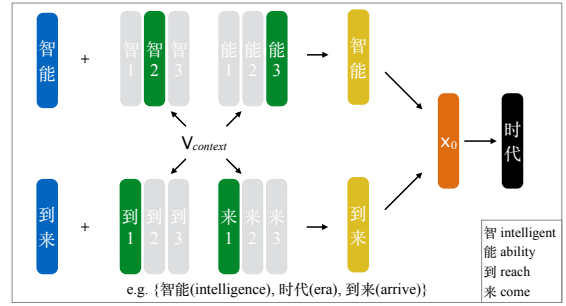 智能 + 智1 智2 智3 能1 能2 能3 智能
Vcontext
x0 时代
到来 + 到1 到2 到3 来1 来2 来3 到来
智 intelligent
能 ability
到 reach
来 come
e.g. {智能(intelligence), 时代(era), 到来(arrive)}